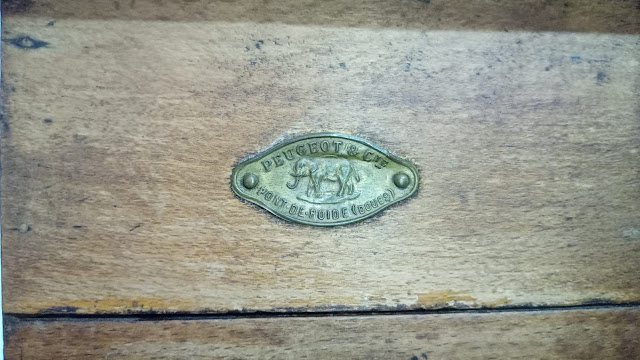 PEUGEOT & CIE
PONT-DE-ROIDE (DOUBS)